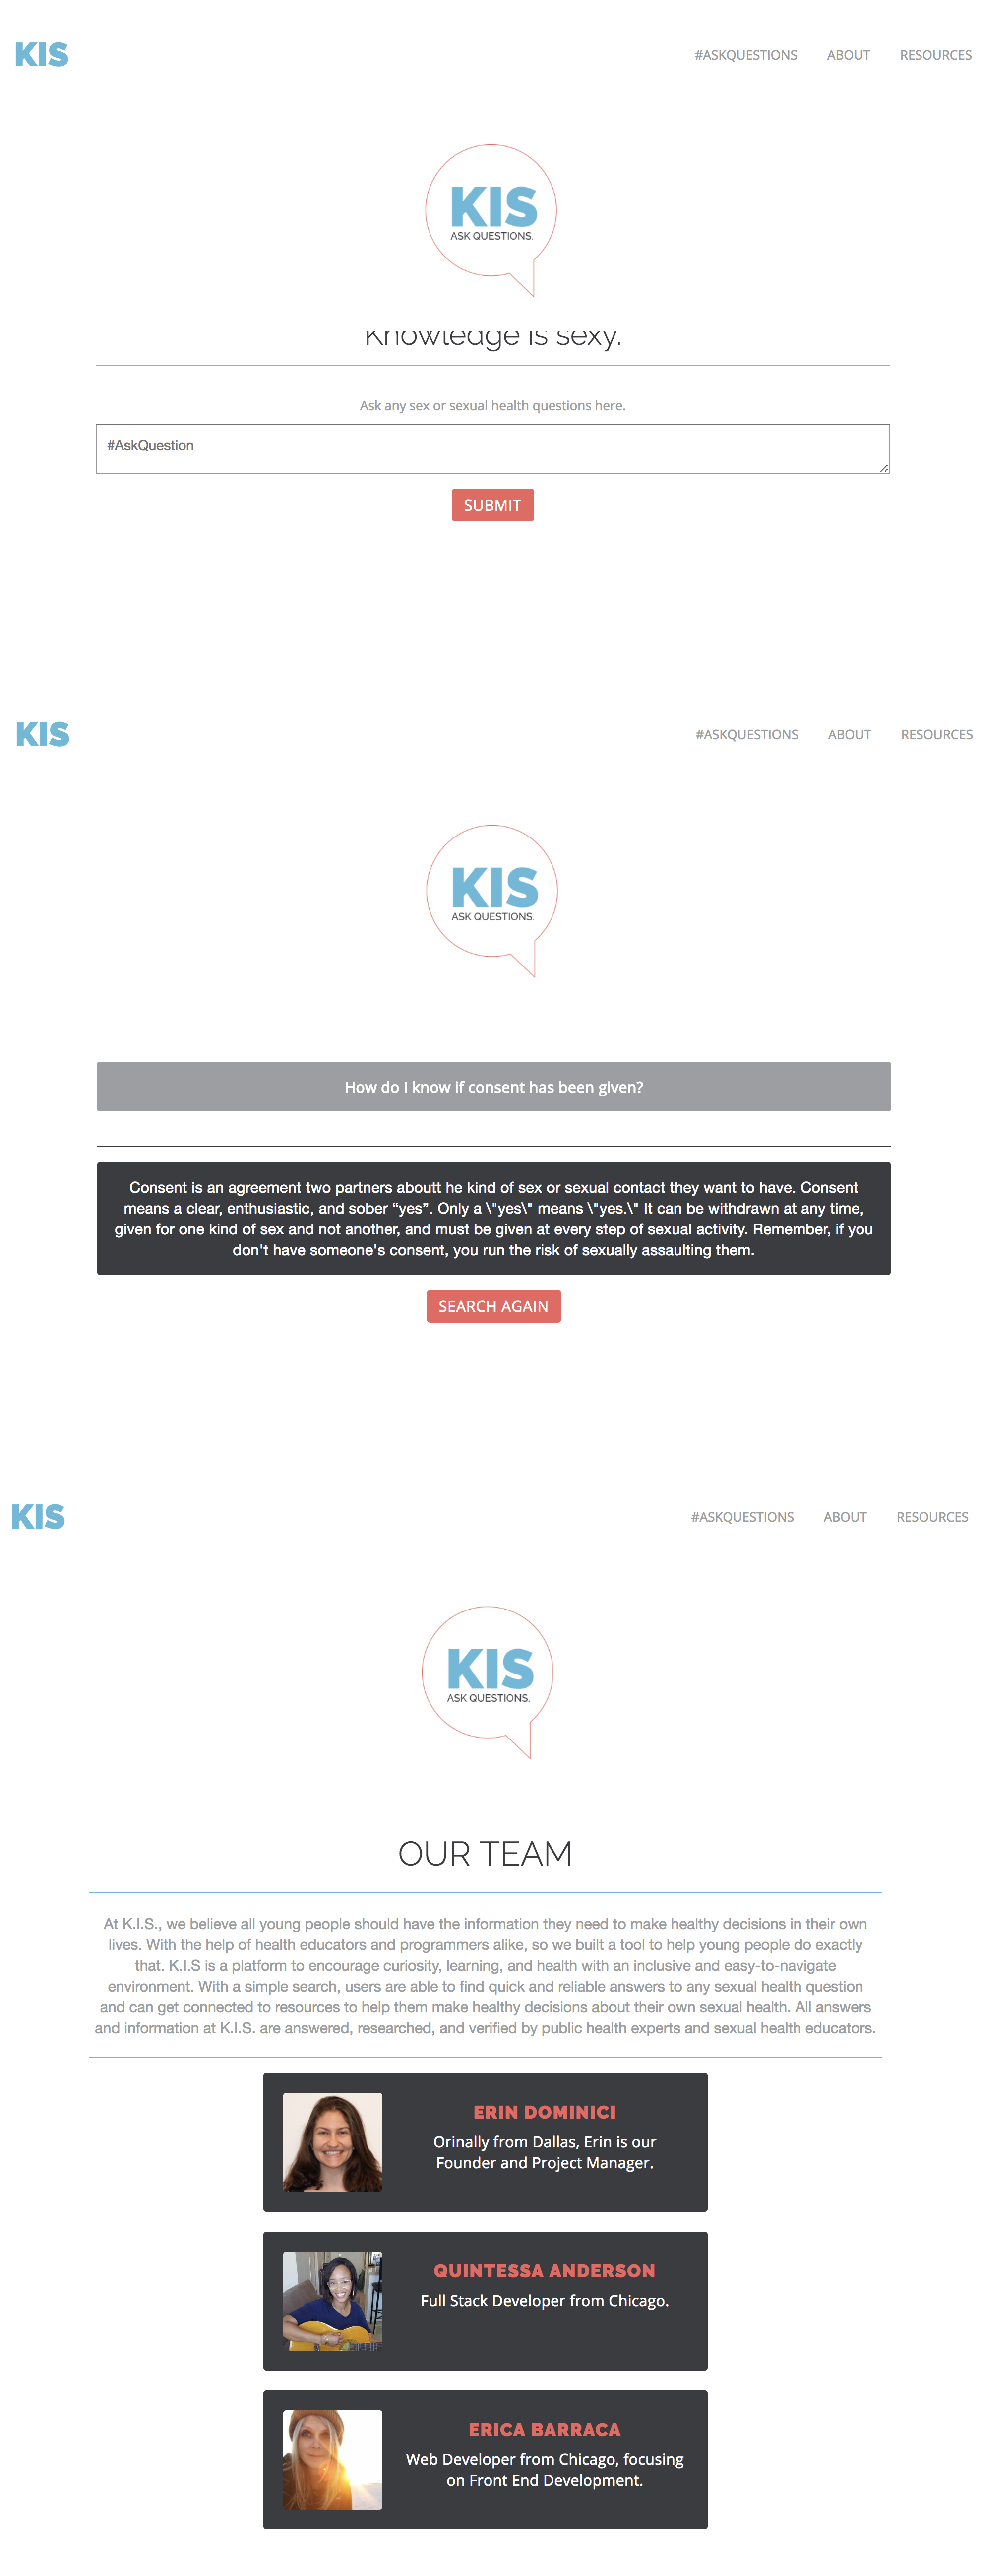 KIS
#ASKQUESTIONS ABOUT RESOURCES
KIS
ASK QUESTIONS.
Knowledge is sexy.
Ask any sex or sexual health questions here.
#AskQuestion
SUBMIT
KIS
#ASKQUESTIONS ABOUT RESOURCES
KIS
ASK QUESTIONS.
How do I know if consent has been given?
Consent is an agreement two partners aboutt he kind of sex or sexual contact they want to have. Consent
means a clear, enthusiastic, and sober “yes”. Only a \"yes\" means \"yes.\" It can be withdrawn at any time,
given for one kind of sex and not another, and must be given at every step of sexual activity. Remember, if you
don't have someone's consent, you run the risk of sexually assaulting them.
SEARCH AGAIN
KIS
#ASKQUESTIONS ABOUT RESOURCES
KIS
ASK QUESTIONS.
OUR TEAM
At K.I.S., we believe all young people should have the information they need to make healthy decisions in their own
lives. With the help of health educators and programmers alike, so we built a tool to help young people do exactly
that. K.I.S is a platform to encourage curiosity, learning, and health with an inclusive and easy-to-navigate
environment. With a simple search, users are able to find quick and reliable answers to any sexual health question
and can get connected to resources to help them make healthy decisions about their own sexual health. All answers
and information at K.I.S. are answered, researched, and verified by public health experts and sexual health educators.
ERIN DOMINICI
Orinally from Dallas, Erin is our
Founder and Project Manager.
QUINTESSA ANDERSON
Full Stack Developer from Chicago.
ERICA BARRACA
Web Developer from Chicago, focusing
on Front End Development.